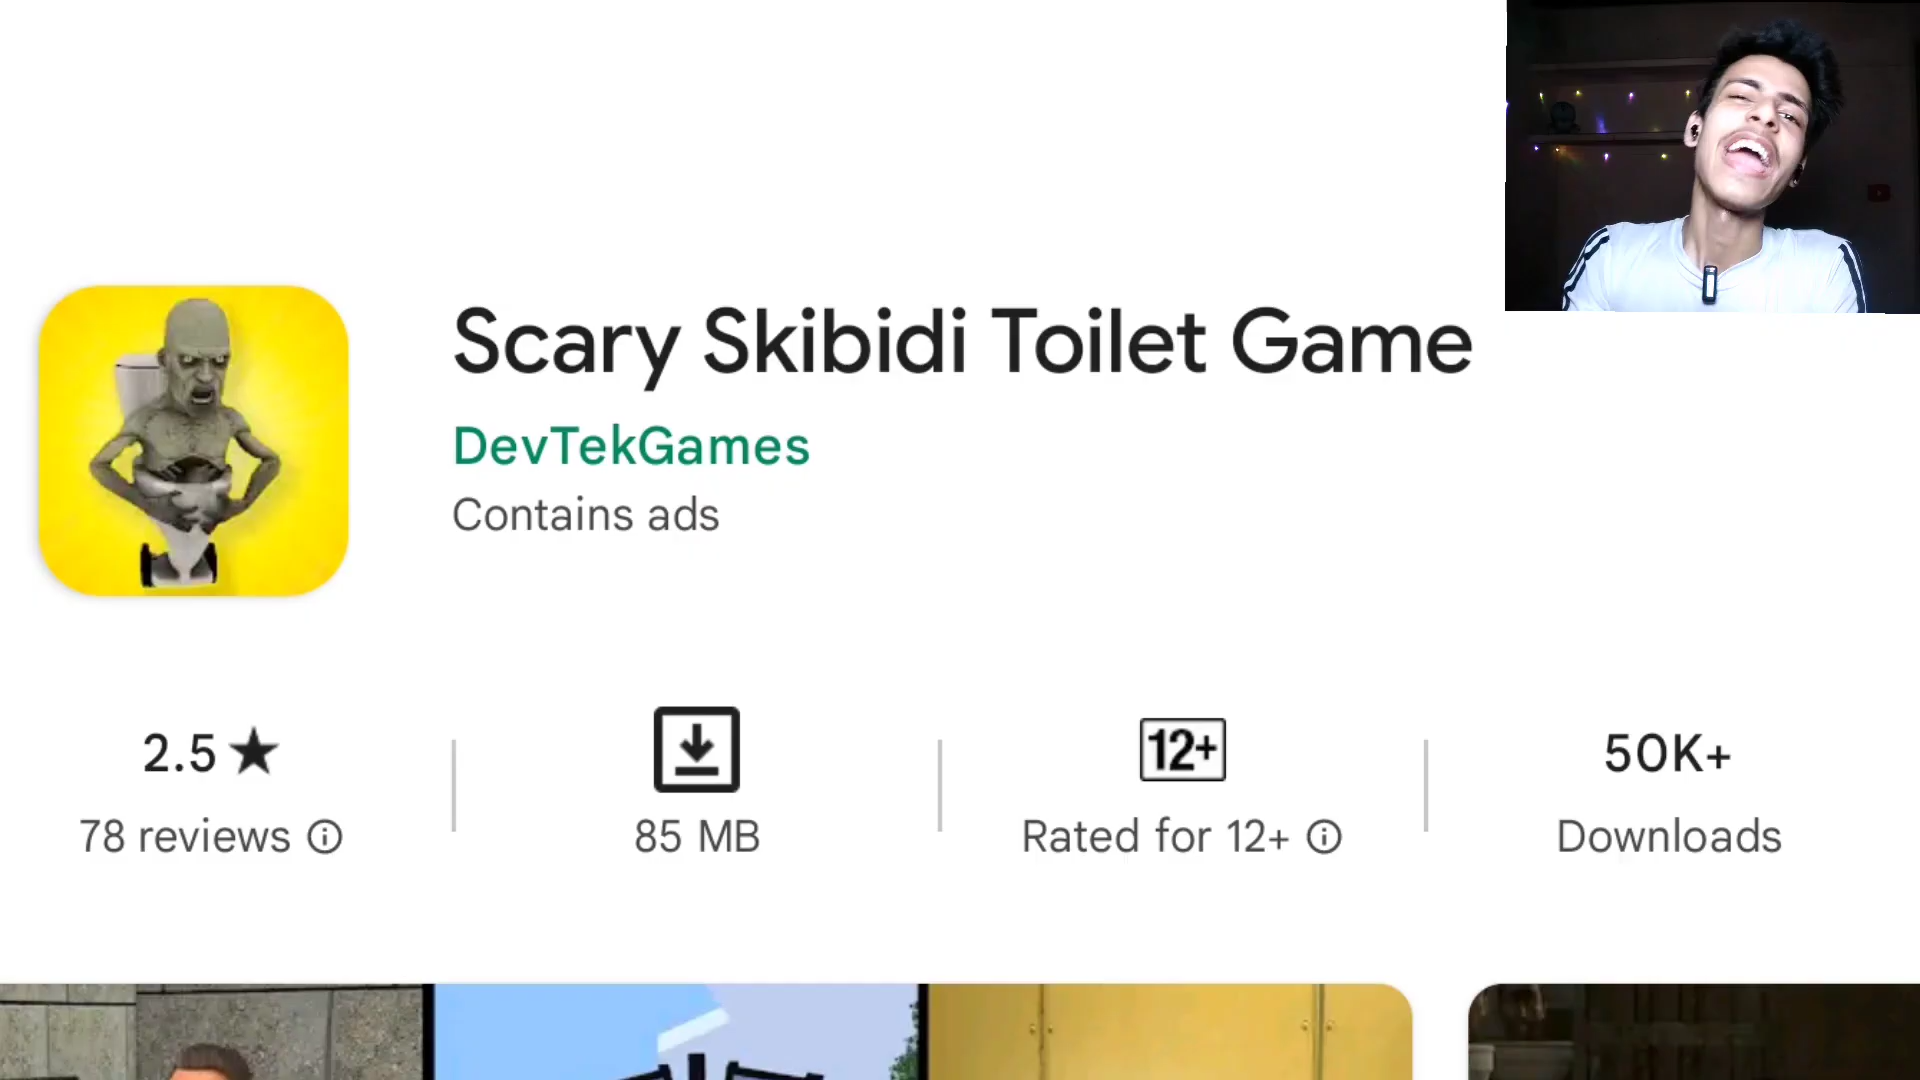 Scary Skibidi Toilet Game
DevTekGames
Contains ads
2.5★
78 reviews
85 MB
12+
Rated for 12+
50K+
Downloads